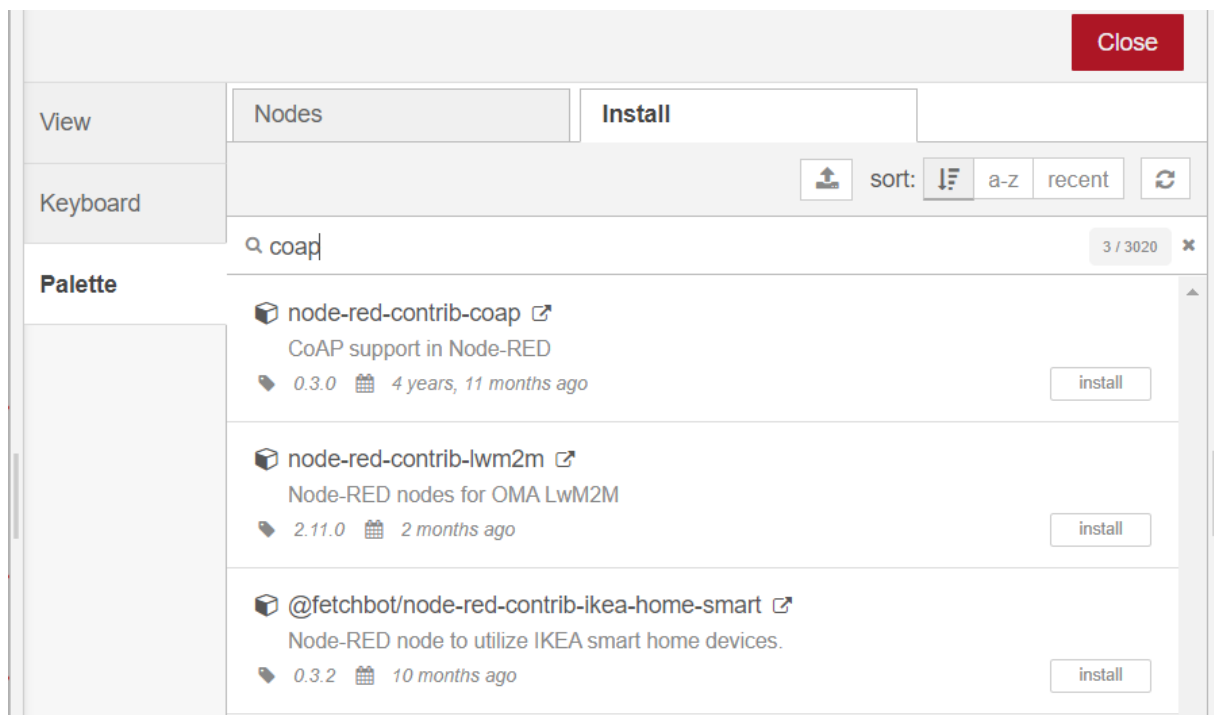 Close
View
Keyboard
Palette
Nodes
Install
sort:
a-z
recent
coap
3 / 3020
node-red-contrib-coap
CoAP support in Node-RED
0.3.0 4 years, 11 months ago
install
node-red-contrib-lwm2m
Node-RED nodes for OMA LwM2M
2.11.0 2 months ago
install
@fetchbot/node-red-contrib-ikea-home-smart
Node-RED node to utilize IKEA smart home devices.
0.3.2 10 months ago
install